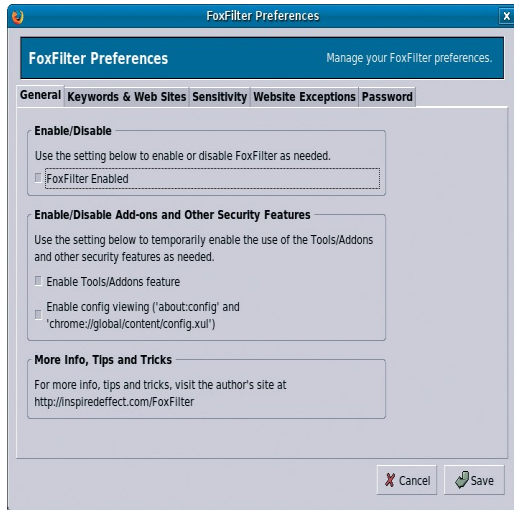 FoxFilter Preferences
X
FoxFilter Preferences
Manage your FoxFilter preferences.
General Keywords & Web Sites Sensitivity Website Exceptions Password
Enable/Disable
Use the setting below to enable or disable FoxFilter as needed.
FoxFilter Enabled
Enable/Disable Add-ons and Other Security Features
Use the setting below to temporarily enable the use of the Tools/Addons
and other security features as needed.
Enable Tools/Addons feature
Enable config viewing ('about:config' and
'chrome://global/content/config.xul')
More Info, Tips and Tricks
For more info, tips and tricks, visit the author's site at
http://inspiredeffect.com/FoxFilter
Cancel Save